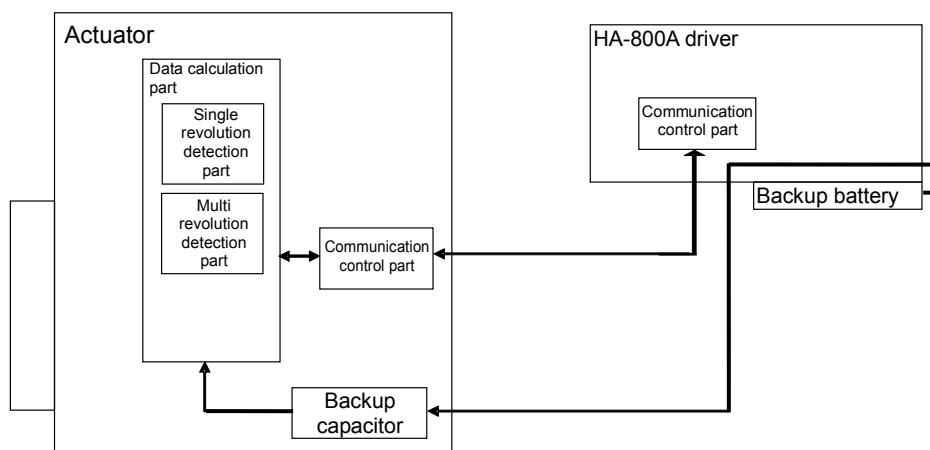 Actuator
Data calculation
part
Single
revolution
detection
part
Multi
revolution
detection
part
Communication
control part
Backup
capacitor
HA-800A driver
Communication
control part
Backup battery